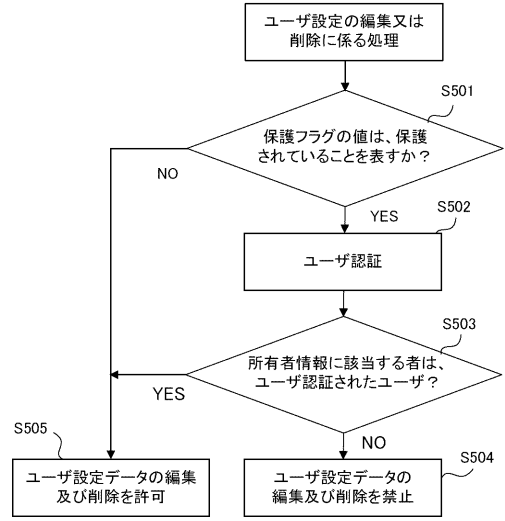 ユーザ設定の編集又は
削除に係る処理
S501
保護フラグの値は、保護
されていることを表すか？
NO
YES
S502
ユーザ認証
S503
所有者情報に該当する者は、
ユーザ認証されたユーザ？
YES
NO
S505
ユーザ設定データの編集
及び削除を許可
S504
ユーザ設定データの
編集及び削除を禁止